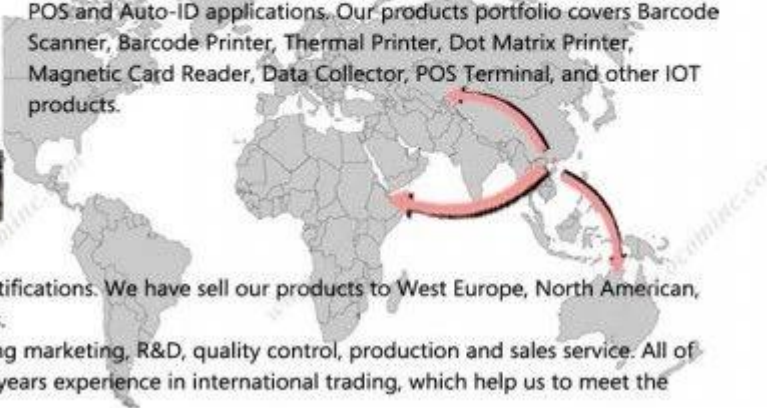 POS and Auto-ID applications. Our products portfolio covers Barcode
Scanner, Barcode Printer, Thermal Printer, Dot Matrix Printer,
Magnetic Card Reader, Data Collector, POS Terminal, and other IOT
products.
tifications. We have sell our products to West Europe, North American,
s.
ng marketing, R&D, quality control, production and sales service. All of
years experience in international trading, which help us to meet the